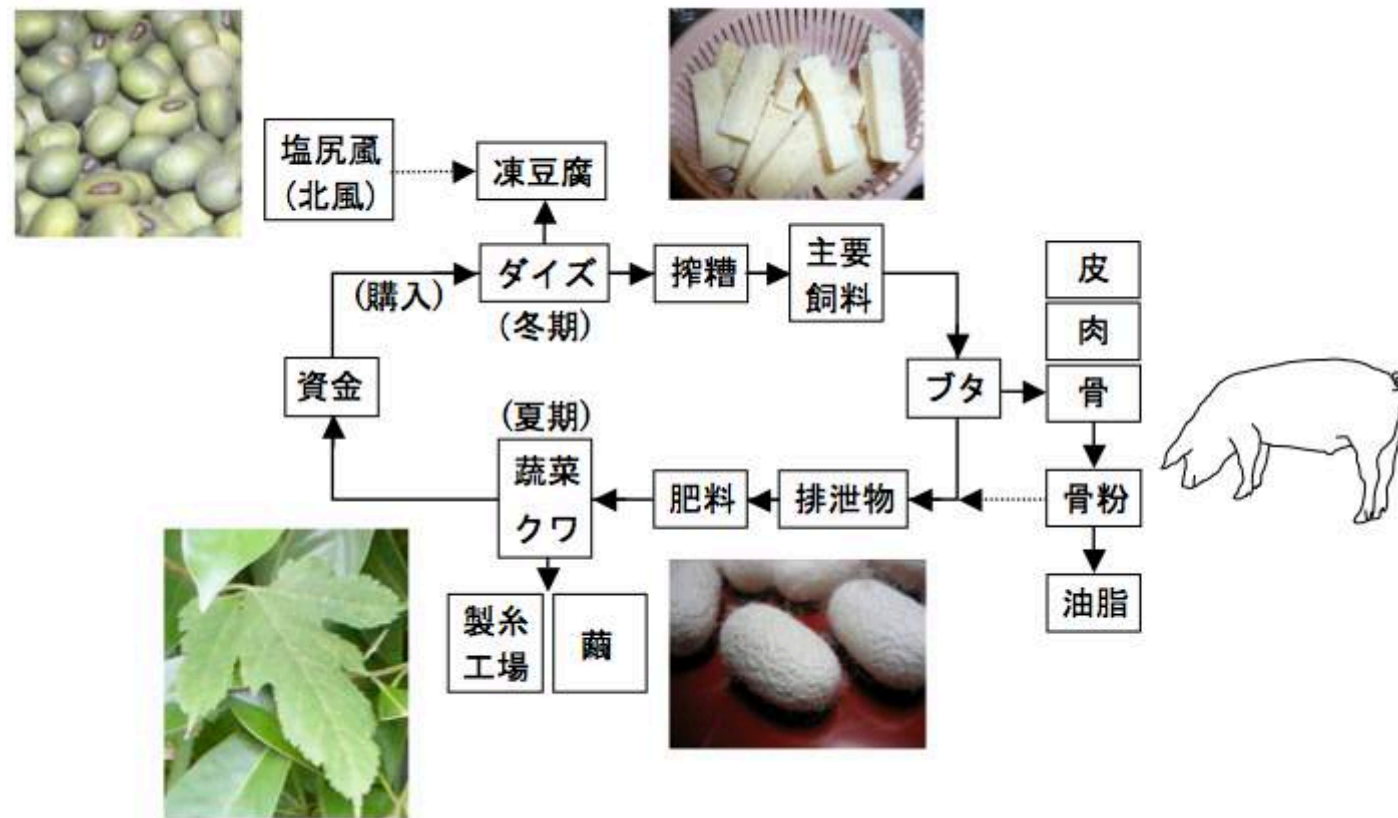 塩尻颪
(北風)
凍豆腐
ダイズ
(冬期)
搾糟
主要
飼料
(購入)
資金
皮
肉
骨
ブタ
骨粉
油脂
排泄物
肥料
(夏期)
蔬菜
クワ
製糸
工場
繭